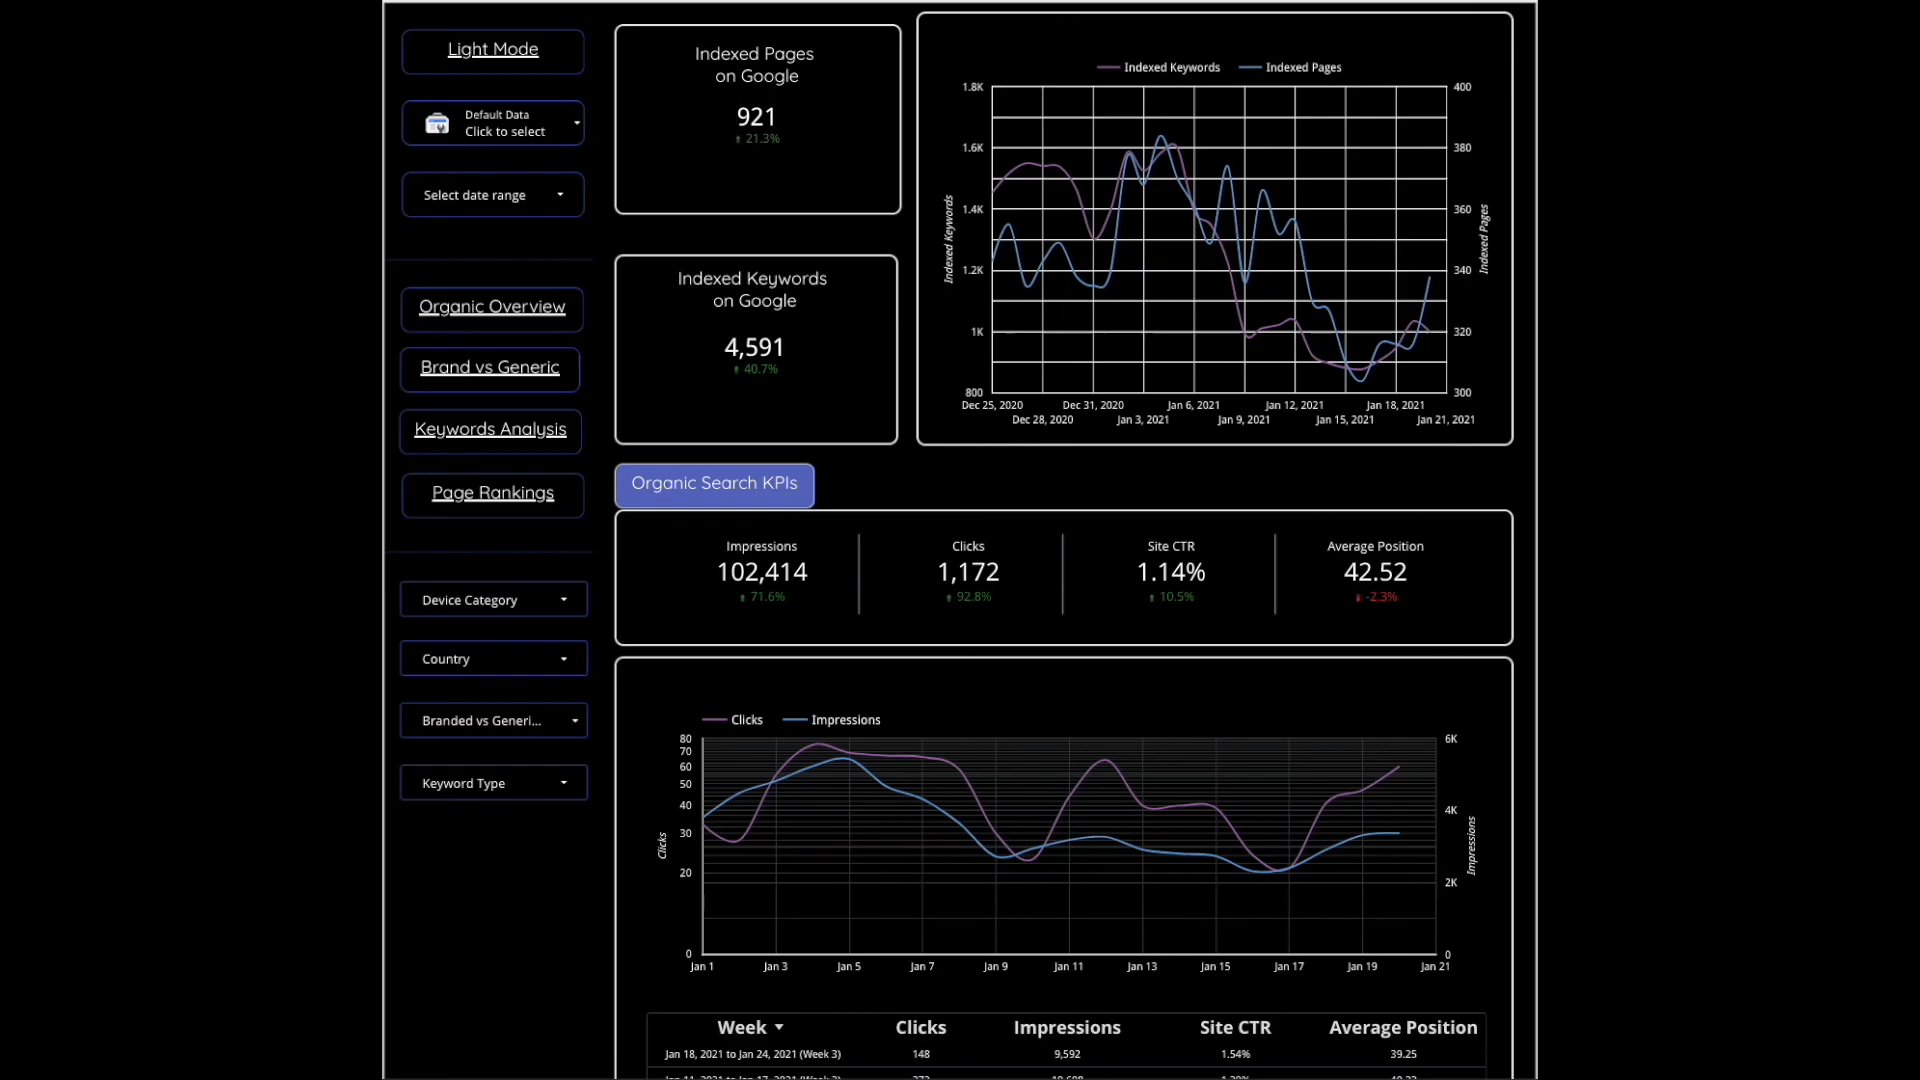 Light Mode
Default Data
Click to select
Select date range
Organic Overview
Brand vs Generic
Keywords Analysis
Page Rankings
Device Category
Country
Branded vs Generi...
Keyword Type
Indexed Pages
on Google
921
21.3%
Indexed Keywords
on Google
4,591
40.7%
Indexed Keywords Indexed Pages
1.8K 400
1.6K 380
1.4K 360
1.2K 340
1K 320
800 300
Indexed Keywords
Indexed Pages
Dec 25, 2020 Dec 31, 2020 Jan 6, 2021 Jan 12, 2021 Jan 18, 2021
Dec 28, 2020 Jan 3, 2021 Jan 9, 2021 Jan 15, 2021 Jan 21, 2021
Organic Search KPIs
Impressions Clicks Site CTR Average Position
102,414 1,172 1.14% 42.52
71.6% 92.8% 10.5% -2.3%
Clicks Impressions
80 6K
70
60
50
40 4K
30
20 2K
0 0
Clicks
Impressions
Jan 1 Jan 3 Jan 5 Jan 7 Jan 9 Jan 11 Jan 13 Jan 15 Jan 17 Jan 19 Jan 21
Week Clicks Impressions Site CTR Average Position
Jan 18, 2021 to Jan 24, 2021 (Week 3) 148 9,592 1.54% 39.25